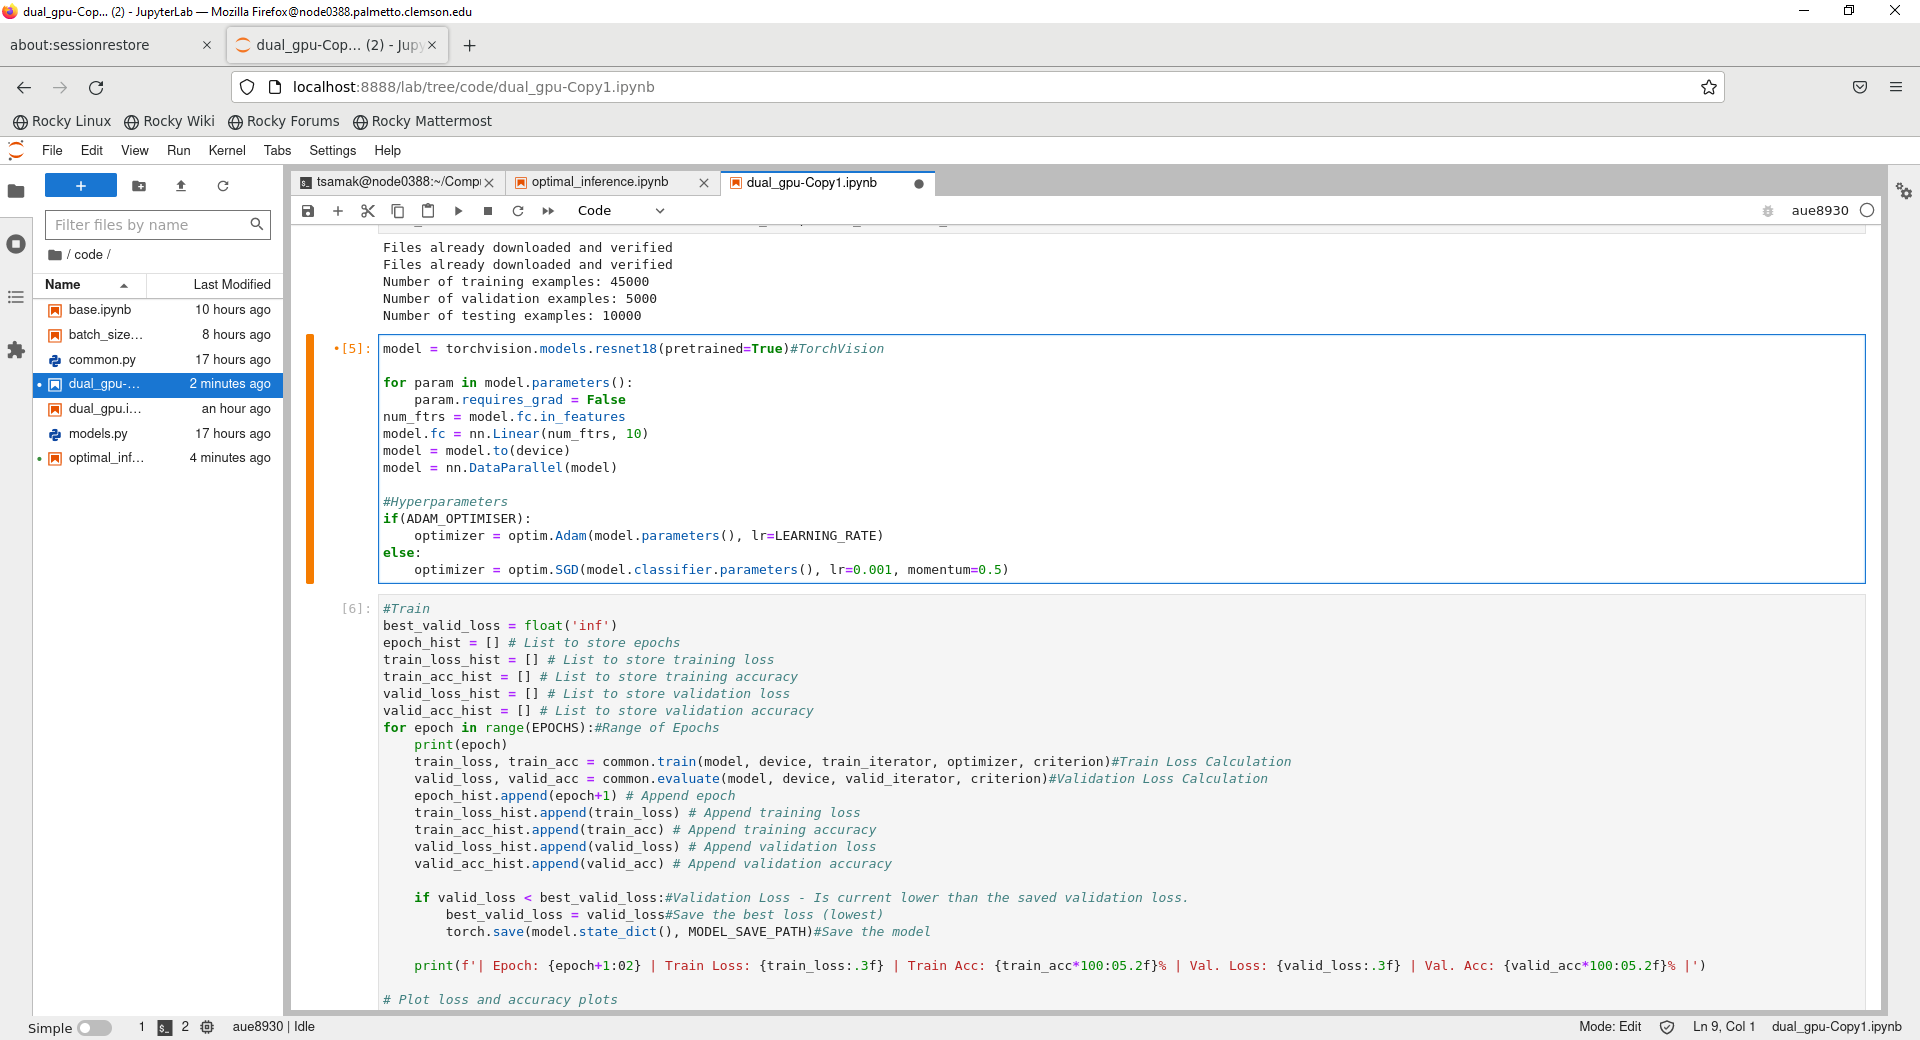 dual_gpu-Cop... (2) - JupyterLab — Mozilla Firefox@node0388.palmetto.clemson.edu
about:sessionrestore
dual_gpu-Cop... (2) - Jupy
localhost:8888/lab/tree/code/dual_gpu-Copy1.ipynb
Rocky Linux Rocky Wiki Rocky Forums Rocky Mattermost
File Edit View Run Kernel Tabs Settings Help
tsamak@node0388:~/Compu
optimal_inference.ipynb
dual_gpu-Copy1.ipynb
Code
aue8930
Filter files by name
/ code /
Name Last Modified
base.ipynb 10 hours ago
batch_size... 8 hours ago
common.py 17 hours ago
dual_gpu-... 2 minutes ago
dual_gpu.i... an hour ago
models.py 17 hours ago
optimal_inf... 4 minutes ago
Files already downloaded and verified
Files already downloaded and verified
Number of training examples: 45000
Number of validation examples: 5000
Number of testing examples: 10000
[5]:
model = torchvision.models.resnet18(pretrained=True)#TorchVision
for param in model.parameters():
    param.requires_grad = False
num_ftrs = model.fc.in_features
model.fc = nn.Linear(num_ftrs, 10)
model = model.to(device)
model = nn.DataParallel(model)
#Hyperparameters
if(ADAM_OPTIMISER):
    optimizer = optim.Adam(model.parameters(), lr=LEARNING_RATE)
else:
    optimizer = optim.SGD(model.classifier.parameters(), lr=0.001, momentum=0.5)
[6]:
#Train
best_valid_loss = float('inf')
epoch_hist = [] # List to store epochs
train_loss_hist = [] # List to store training loss
train_acc_hist = [] # List to store training accuracy
valid_loss_hist = [] # List to store validation loss
valid_acc_hist = [] # List to store validation accuracy
for epoch in range(EPOCHS):#Range of Epochs
    print(epoch)
    train_loss, train_acc = common.train(model, device, train_iterator, optimizer, criterion)#Train Loss Calculation
    valid_loss, valid_acc = common.evaluate(model, device, valid_iterator, criterion)#Validation Loss Calculation
    epoch_hist.append(epoch+1) # Append epoch
    train_loss_hist.append(train_loss) # Append training loss
    train_acc_hist.append(train_acc) # Append training accuracy
    valid_loss_hist.append(valid_loss) # Append validation loss
    valid_acc_hist.append(valid_acc) # Append validation accuracy
    if valid_loss < best_valid_loss:#Validation Loss - Is current lower than the saved validation loss.
        best_valid_loss = valid_loss#Save the best loss (lowest)
        torch.save(model.state_dict(), MODEL_SAVE_PATH)#Save the model
    print(f'| Epoch: {epoch+1:02} | Train Loss: {train_loss:.3f} | Train Acc: {train_acc*100:05.2f}% | Val. Loss: {valid_loss:.3f} | Val. Acc: {valid_acc*100:05.2f}% |')
# Plot loss and accuracy plots
Simple 1 2 aue8930 | Idle
Mode: Edit Ln 9, Col 1 dual_gpu-Copy1.ipynb